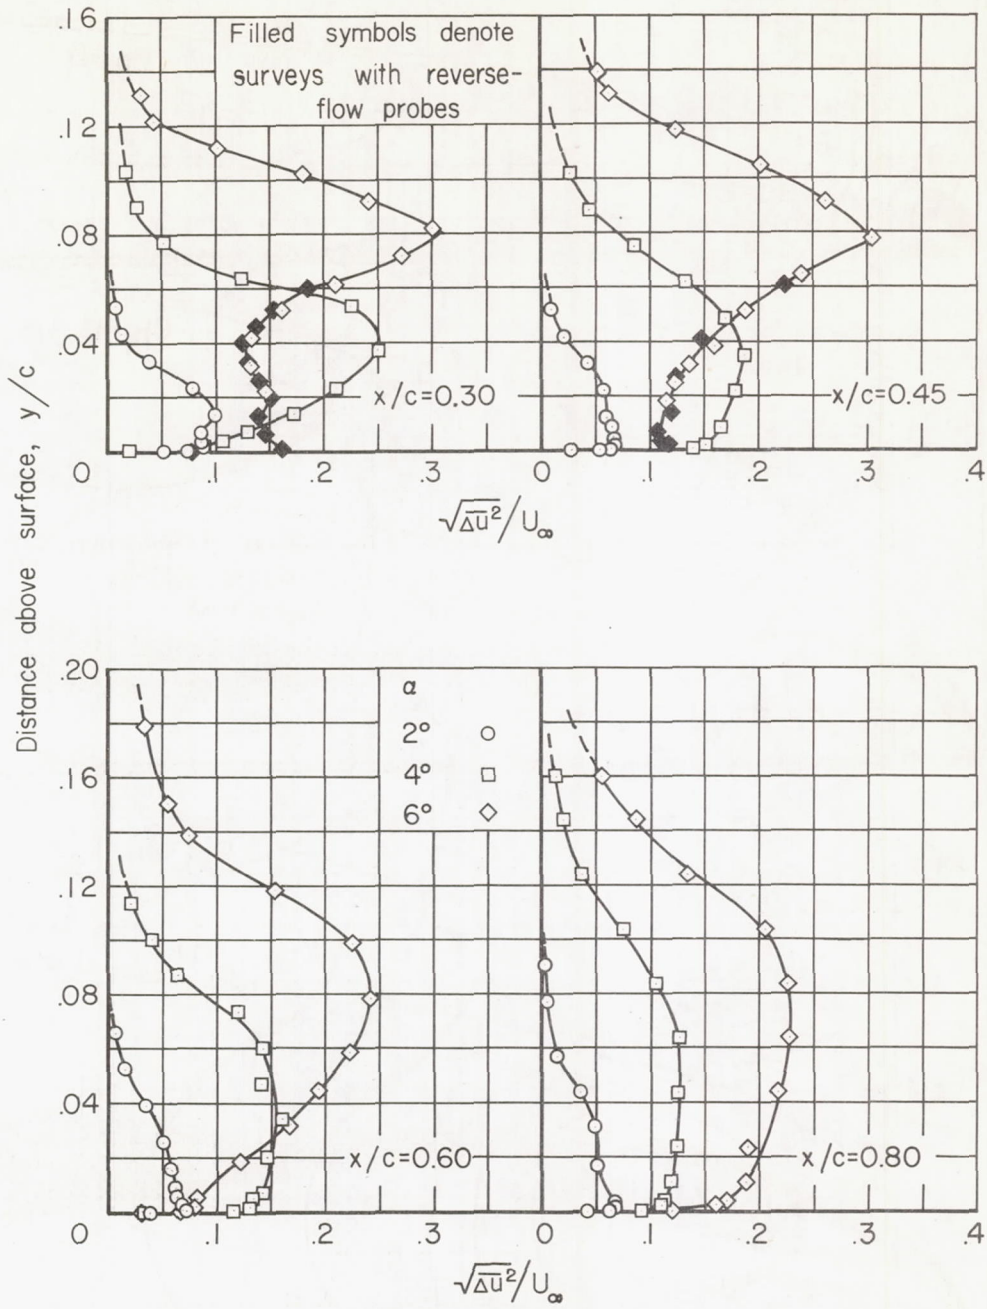 .16
Filled symbols denote
surveys with reverse-
flow probes
.12
.08
.04
x/c=0.30
x/c=0.45
0 .1 .2 .3 0 .1 .2 .3 .4
√Δu²/U∞
Distance above surface, y/c
.20
α
2°
4°
6°
.16
.12
.08
.04
x/c=0.60
x/c=0.80
0 .1 .2 .3 0 .1 .2 .3 .4
√Δu²/U∞